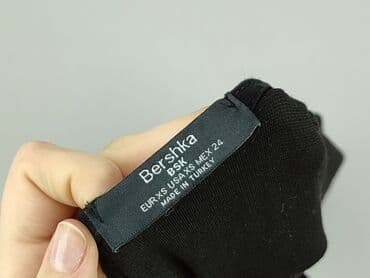 Bershka
BSK
EUR XS USA XS MEX 24
MADE IN TURKEY